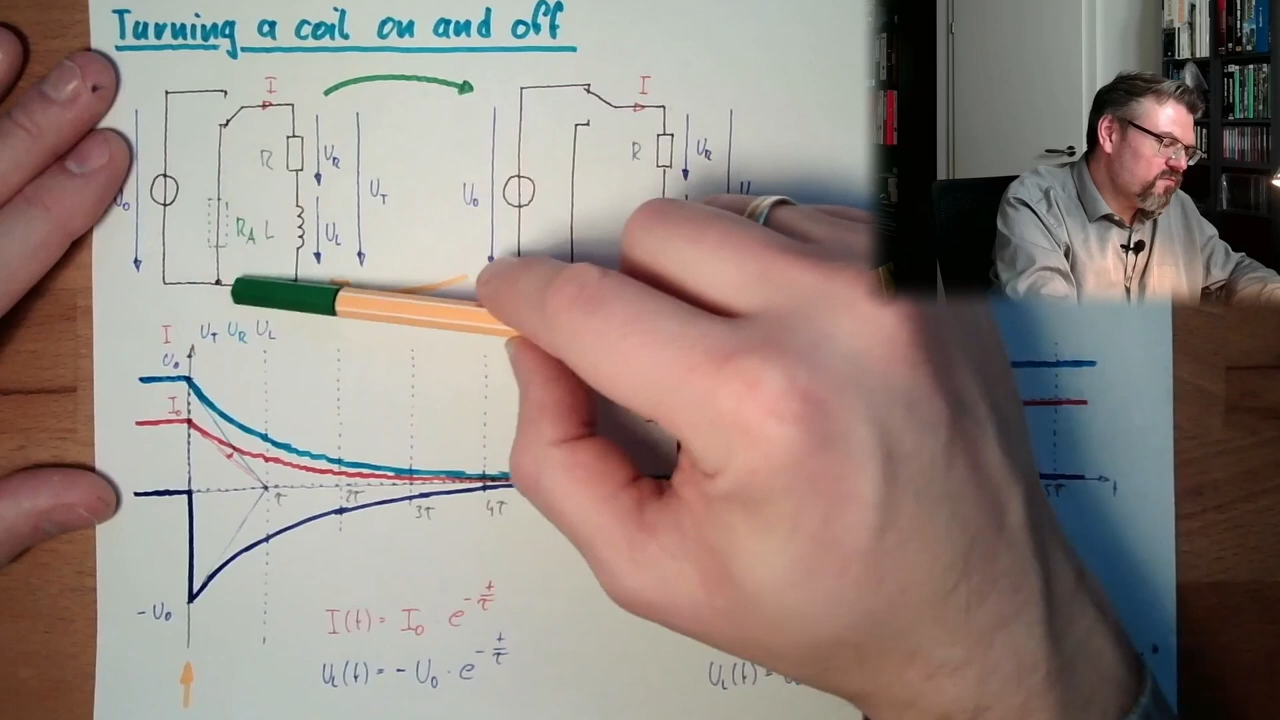 Turning a coil on and off
I I
R U_R R U_R
U_0 U_T U_0
R_A L U_L
I U_T U_R U_L
U_0
I_0
τ 2τ 3τ 4τ 5τ t
-U_0
I(t) = I_0 e^{-t/τ}
U_L(t) = -U_0 · e^{-t/τ} U_L(t) =